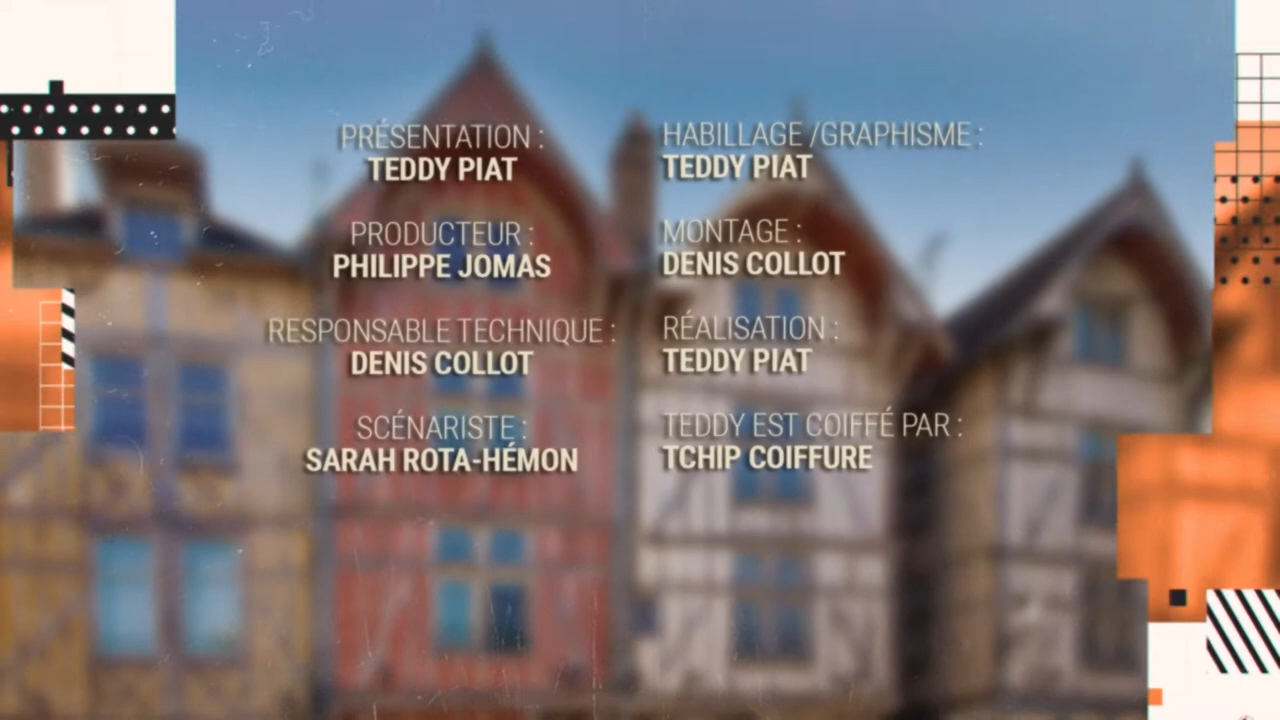 PRÉSENTATION :
TEDDY PIAT
PRODUCTEUR :
PHILIPPE JOMAS
RESPONSABLE TECHNIQUE :
DENIS COLLOT
SCÉNARISTE :
SARAH ROTA-HÉMON
HABILLAGE /GRAPHISME :
TEDDY PIAT
MONTAGE :
DENIS COLLOT
RÉALISATION :
TEDDY PIAT
TEDDY EST COIFFÉ PAR :
TCHIP COIFFURE